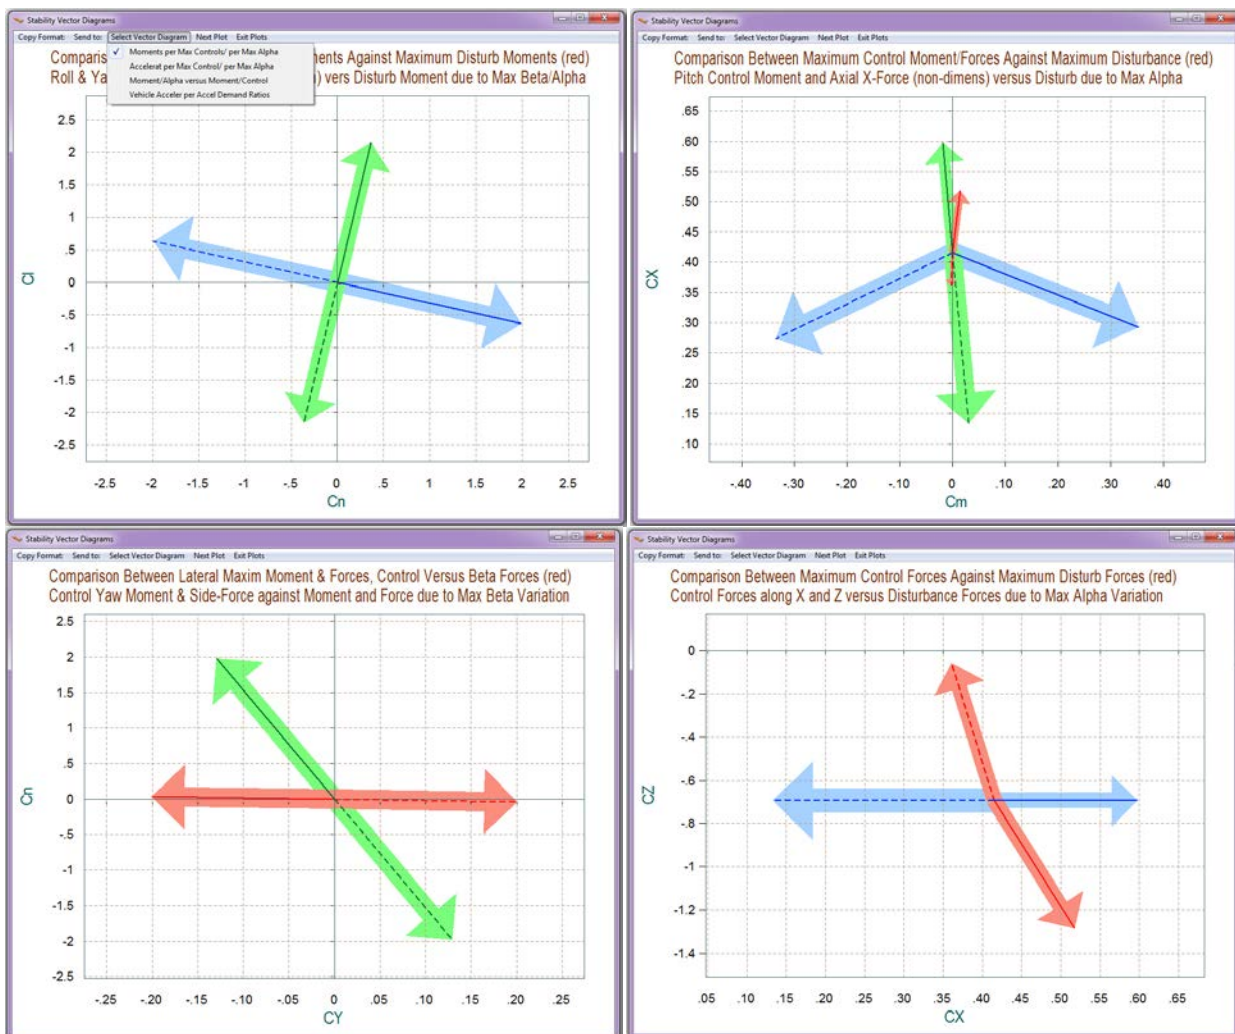 Stability Vector Diagrams
Copy Format: Send to: Select Vector Diagram Next Plot Exit Plots
Moments per Max Controls/ per Max Alpha
Accelerat per Max Control/ per Max Alpha
Moment/Alpha versus Moment/Control
Vehicle Acceler per Accel Demand Ratios
Against Maximum Disturb Moments (red)
Roll & Ya ) vers Disturb Moment due to Max Beta/Alpha
2.5
2
1.5
1
.5
0
-.5
-1
-1.5
-2
-2.5
Cl
-2.5 -2 -1.5 -1 -.5 0 .5 1 1.5 2 2.5
Cn
Stability Vector Diagrams
Copy Format: Send to: Select Vector Diagram Next Plot Exit Plots
Comparison Between Maximum Control Moment/Forces Against Maximum Disturbance (red)
Pitch Control Moment and Axial X-Force (non-dimens) versus Disturb due to Max Alpha
.65
.60
.55
.50
.45
.40
.35
.30
.25
.20
.15
.10
CX
-.40 -.30 -.20 -.10 0 .10 .20 .30 .40
Cm
Stability Vector Diagrams
Copy Format: Send to: Select Vector Diagram Next Plot Exit Plots
Comparison Between Lateral Maxim Moment & Forces, Control Versus Beta Forces (red)
Control Yaw Moment & Side-Force against Moment and Force due to Max Beta Variation
2.5
2
1.5
1
.5
0
-.5
-1
-1.5
-2
-2.5
Cn
-.25 -.20 -.15 -.10 -.05 0 .05 .10 .15 .20 .25
CY
Stability Vector Diagrams
Copy Format: Send to: Select Vector Diagram Next Plot Exit Plots
Comparison Between Maximum Control Forces Against Maximum Disturb Forces (red)
Control Forces along X and Z versus Disturbance Forces due to Max Alpha Variation
0
-.2
-.4
-.6
-.8
-1
-1.2
-1.4
CZ
.05 .10 .15 .20 .25 .30 .35 .40 .45 .50 .55 .60 .65
CX